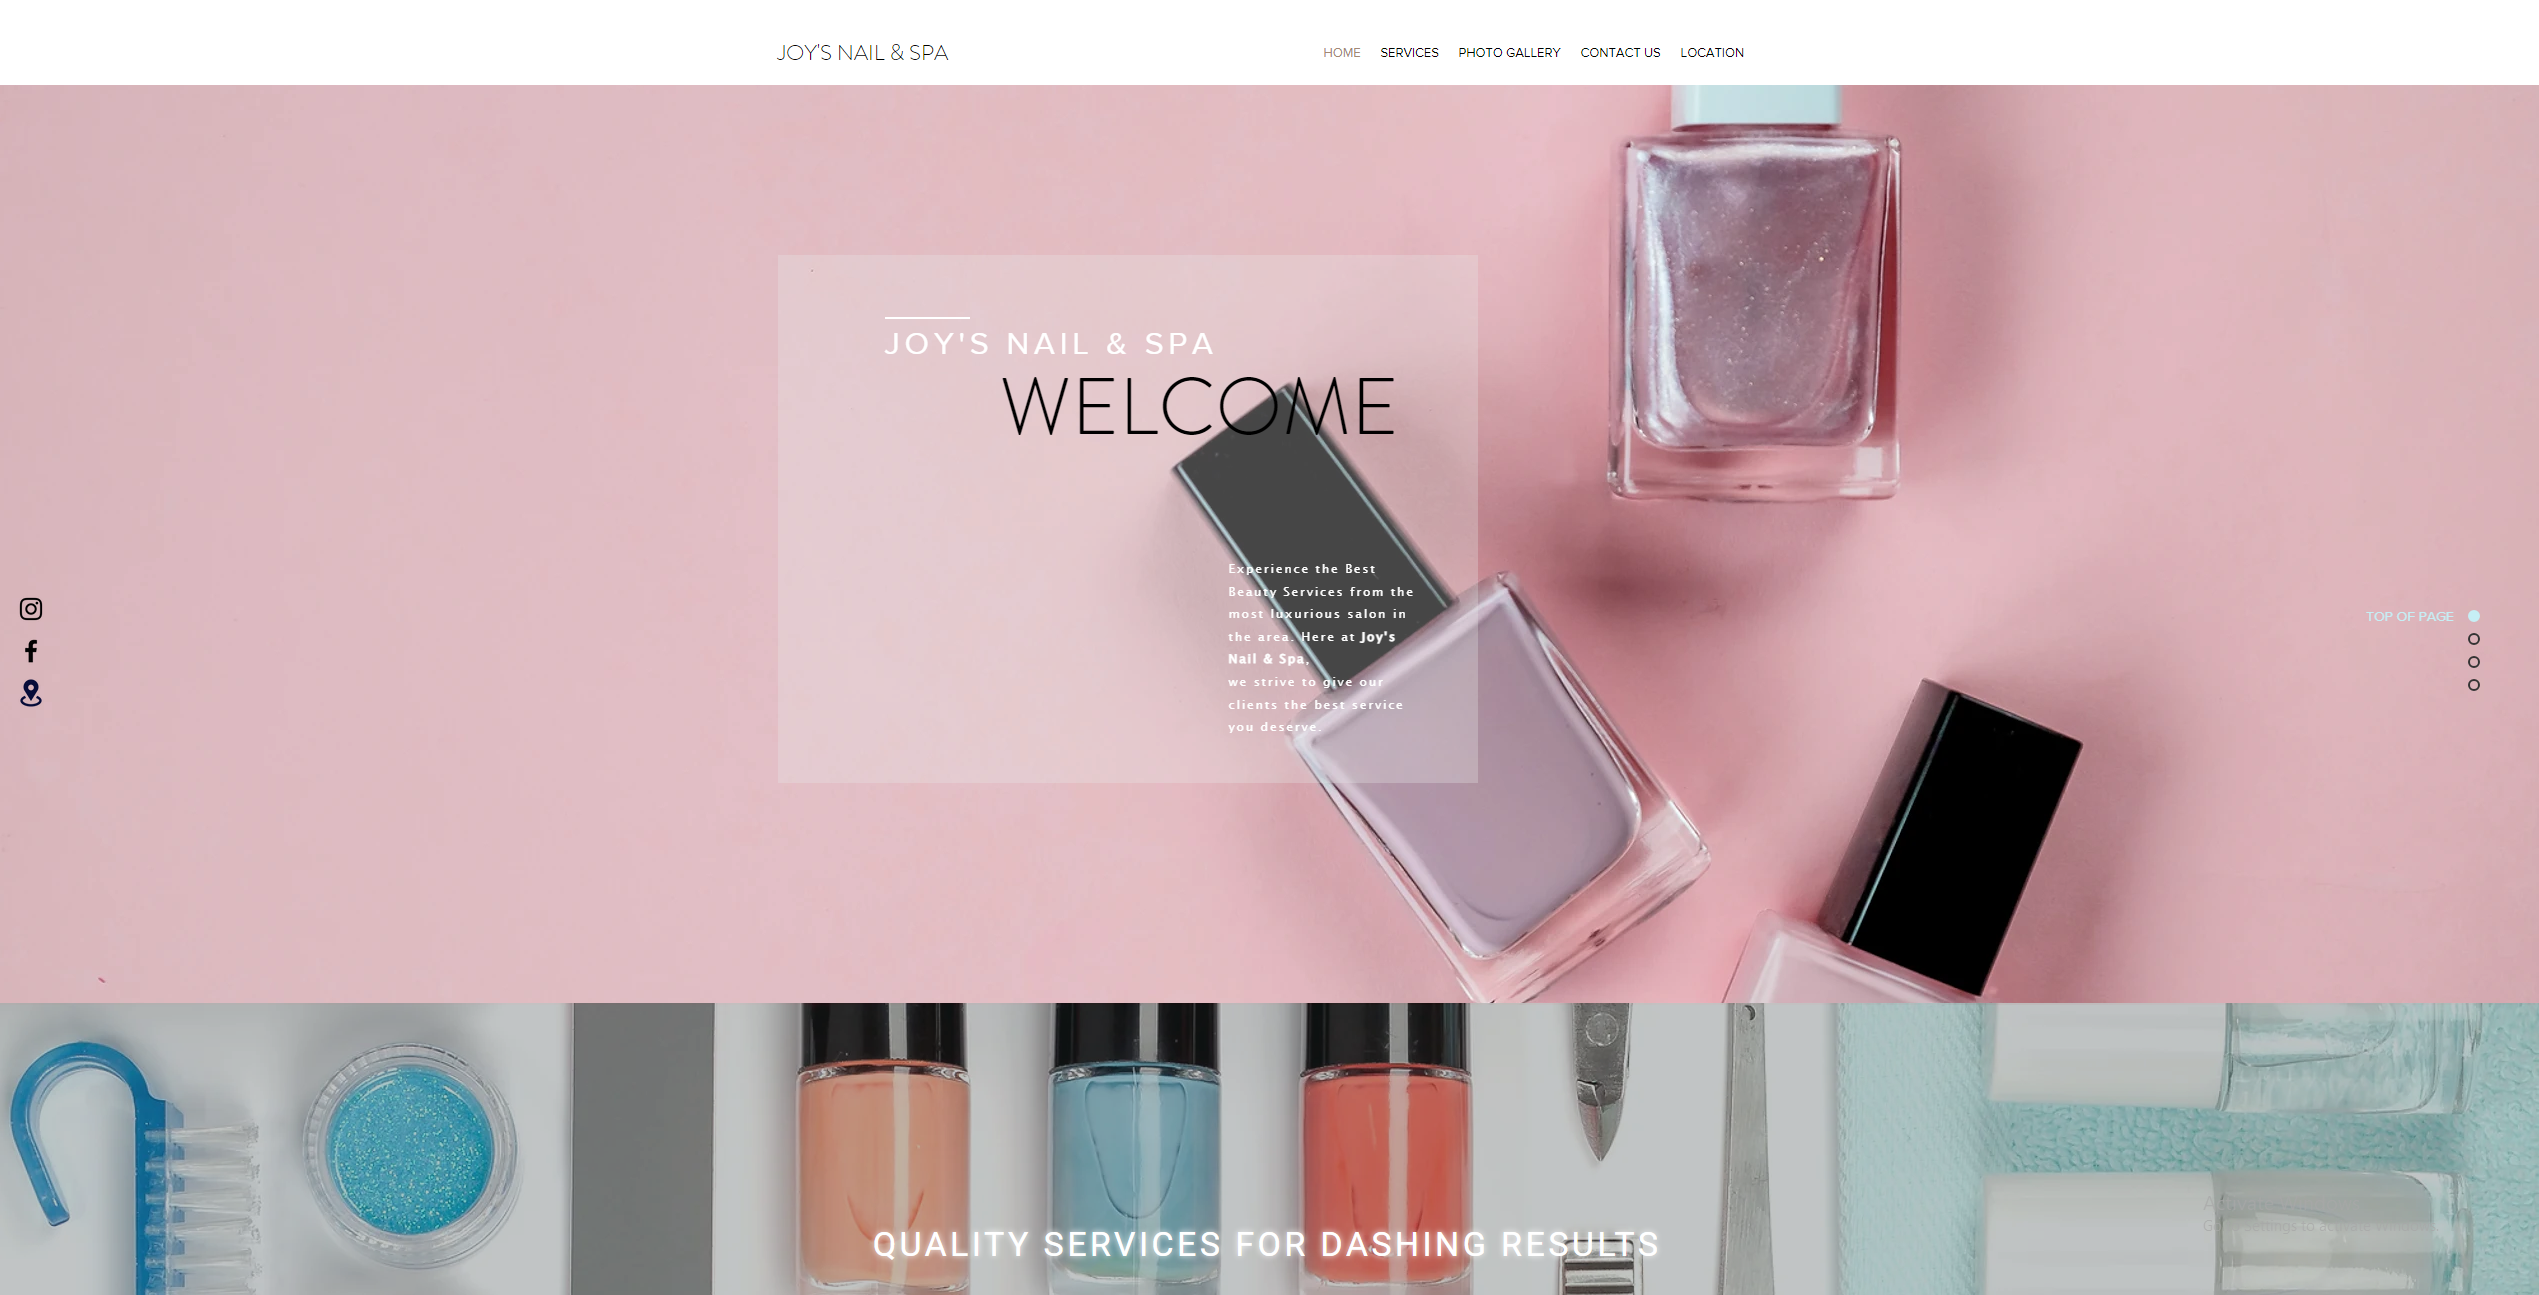 JOY'S NAIL & SPA
HOME SERVICES PHOTO GALLERY CONTACT US LOCATION
JOY'S NAIL & SPA
WELCOME
Experience the Best
Beauty Services from the
most luxurious salon in
the area. Here at Joy's
Nail & Spa,
we strive to give our
clients the best service
you deserve.
TOP OF PAGE
QUALITY SERVICES FOR DASHING RESULTS